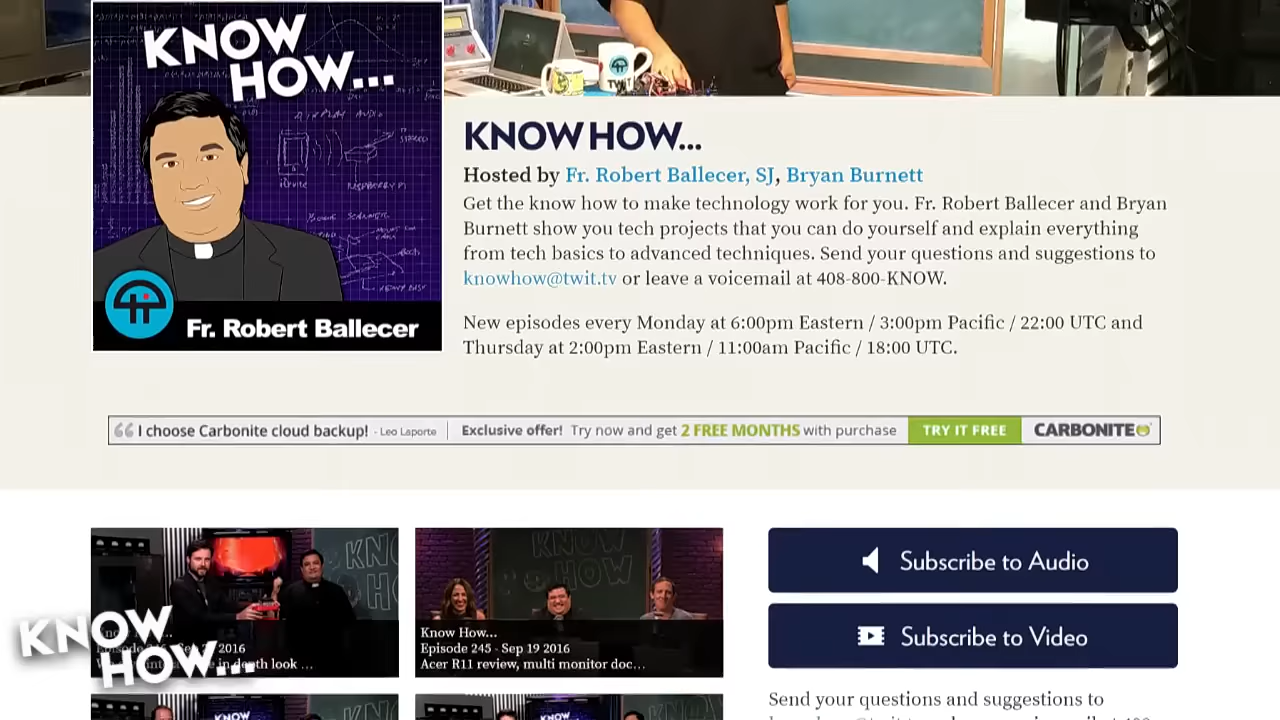 KNOW
HOW...
TWiT
KNOW HOW...
Hosted by Fr. Robert Ballecer, SJ, Bryan Burnett
Get the know how to make technology work for you. Fr. Robert Ballecer and Bryan
Burnett show you tech projects that you can do yourself and explain everything
from tech basics to advanced techniques. Send your questions and suggestions to
knowhow@twit.tv or leave a voicemail at 408-800-KNOW.
Fr. Robert Ballecer
New episodes every Monday at 6:00pm Eastern / 3:00pm Pacific / 22:00 UTC and
Thursday at 2:00pm Eastern / 11:00am Pacific / 18:00 UTC.
I choose Carbonite cloud backup! - Leo Laporte Exclusive offer! Try now and get 2 FREE MONTHS with purchase TRY IT FREE CARBONITE
KNOW
HOW
Know How...
Episode 245 - Sep 19 2016
Acer R11 review, multi monitor doc...
2016
in depth look ...
KNOW
HOW...
Subscribe to Audio
Subscribe to Video
KNOW
KNOW
Send your questions and suggestions to